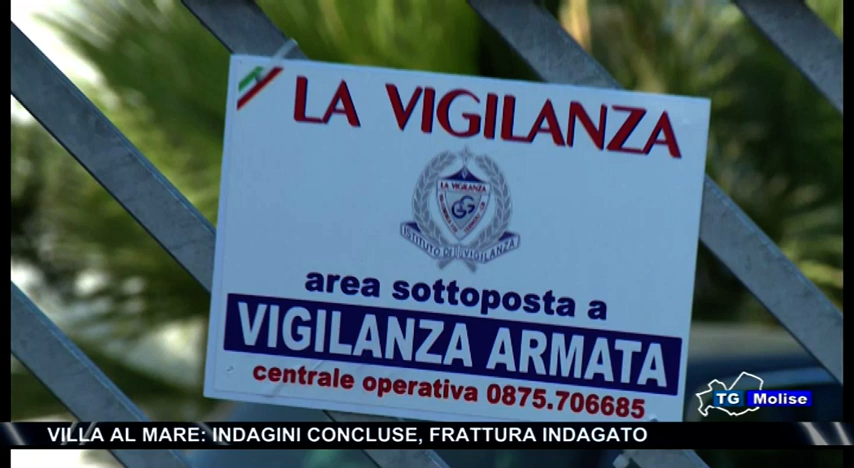 LA VIGILANZA
LA VIGILANZA
ISTITUTO DI VIGILANZA
area sottoposta a
VIGILANZA ARMATA
centrale operativa 0875.706685
TG Molise
VILLA AL MARE: INDAGINI CONCLUSE, FRATTURA INDAGATO